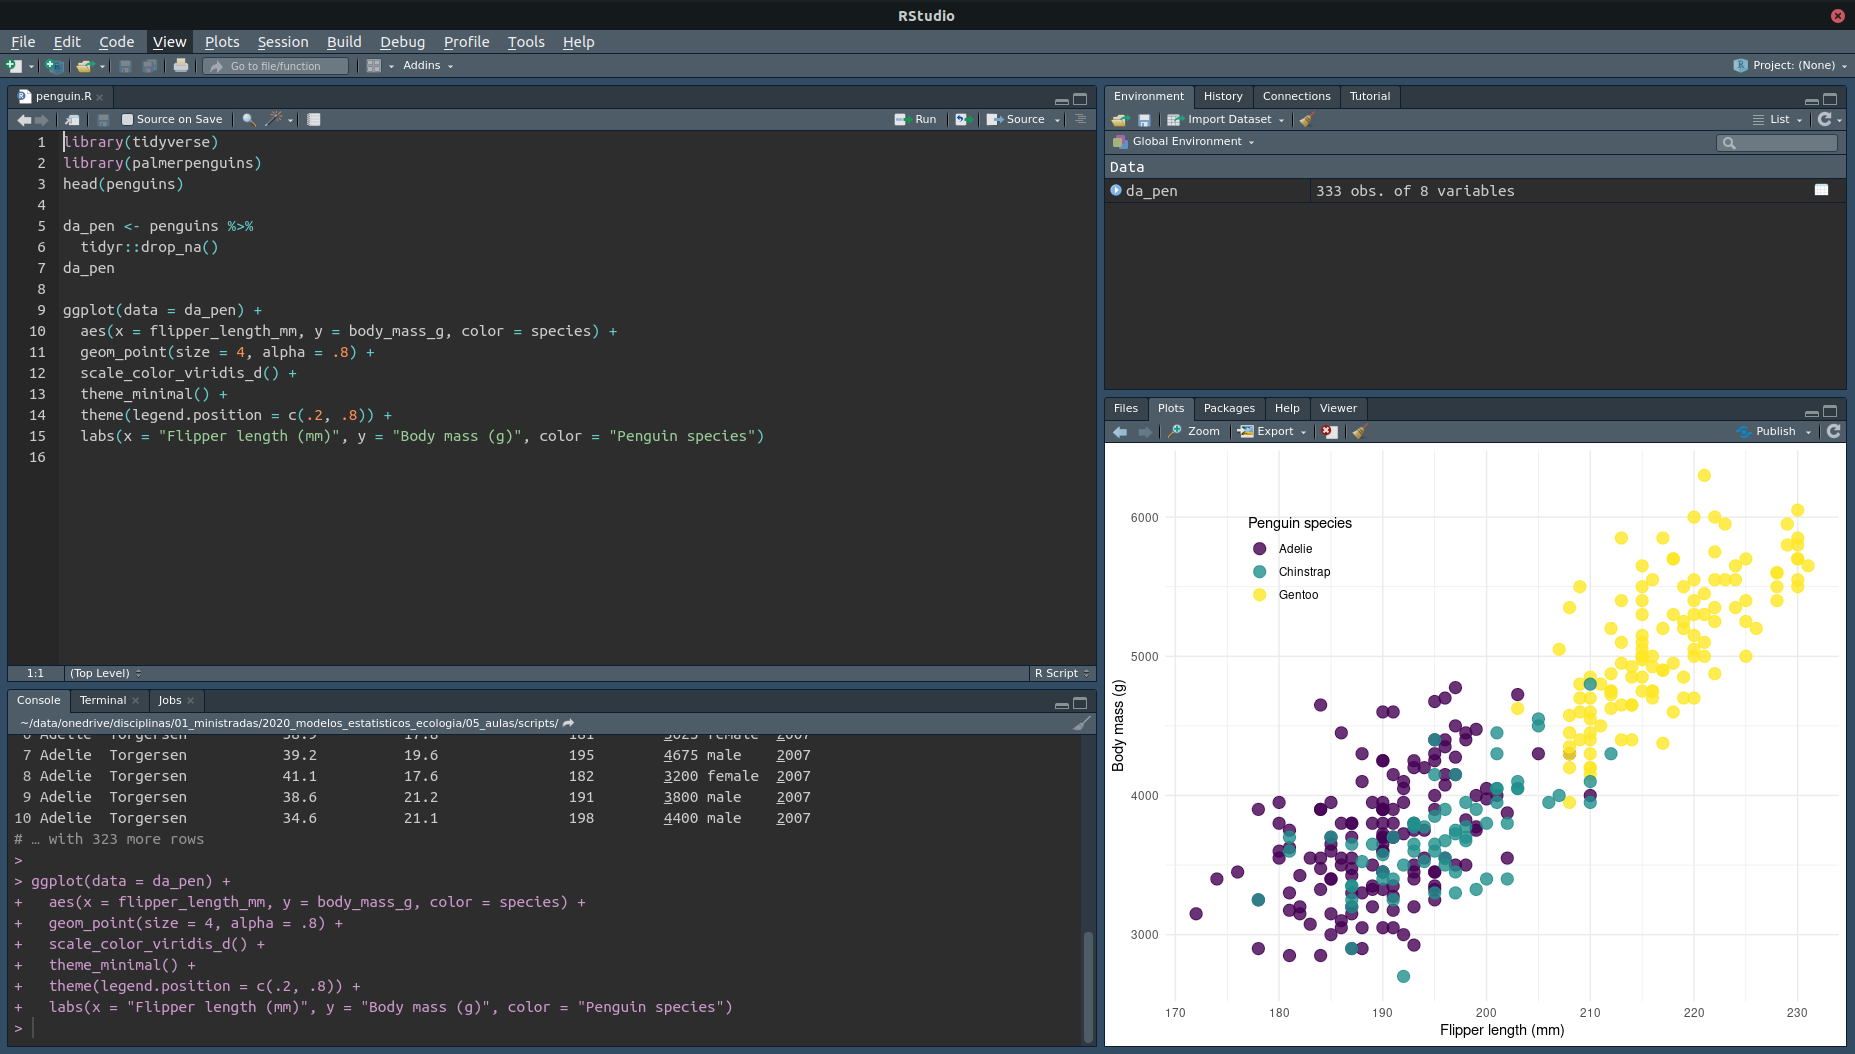 RStudio
File Edit Code View Plots Session Build Debug Profile Tools Help
Go to file/function Addins Project: (None)
penguin.R
Source on Save Run Source
1 library(tidyverse)
2 library(palmerpenguins)
3 head(penguins)
4
5 da_pen <- penguins %>%
6 tidyr::drop_na()
7 da_pen
8
9 ggplot(data = da_pen) +
10 aes(x = flipper_length_mm, y = body_mass_g, color = species) +
11 geom_point(size = 4, alpha = .8) +
12 scale_color_viridis_d() +
13 theme_minimal() +
14 theme(legend.position = c(.2, .8)) +
15 labs(x = "Flipper length (mm)", y = "Body mass (g)", color = "Penguin species")
16
1:1 (Top Level) R Script
Console Terminal Jobs
~/data/onedrive/disciplinas/01_ministradas/2020_modelos_estatisticos_ecologia/05_aulas/scripts/
6 Adelie Torgersen 38.9 17.8 181 3625 female 2007
7 Adelie Torgersen 39.2 19.6 195 4675 male 2007
8 Adelie Torgersen 41.1 17.6 182 3200 female 2007
9 Adelie Torgersen 38.6 21.2 191 3800 male 2007
10 Adelie Torgersen 34.6 21.1 198 4400 male 2007
# … with 323 more rows
>
> ggplot(data = da_pen) +
+ aes(x = flipper_length_mm, y = body_mass_g, color = species) +
+ geom_point(size = 4, alpha = .8) +
+ scale_color_viridis_d() +
+ theme_minimal() +
+ theme(legend.position = c(.2, .8)) +
+ labs(x = "Flipper length (mm)", y = "Body mass (g)", color = "Penguin species")
>
Environment History Connections Tutorial
Import Dataset List
Global Environment
Data
da_pen 333 obs. of 8 variables
Files Plots Packages Help Viewer
Zoom Export Publish
Penguin species
Adelie
Chinstrap
Gentoo
6000
5000
4000
3000
Body mass (g)
170 180 190 200 210 220 230
Flipper length (mm)